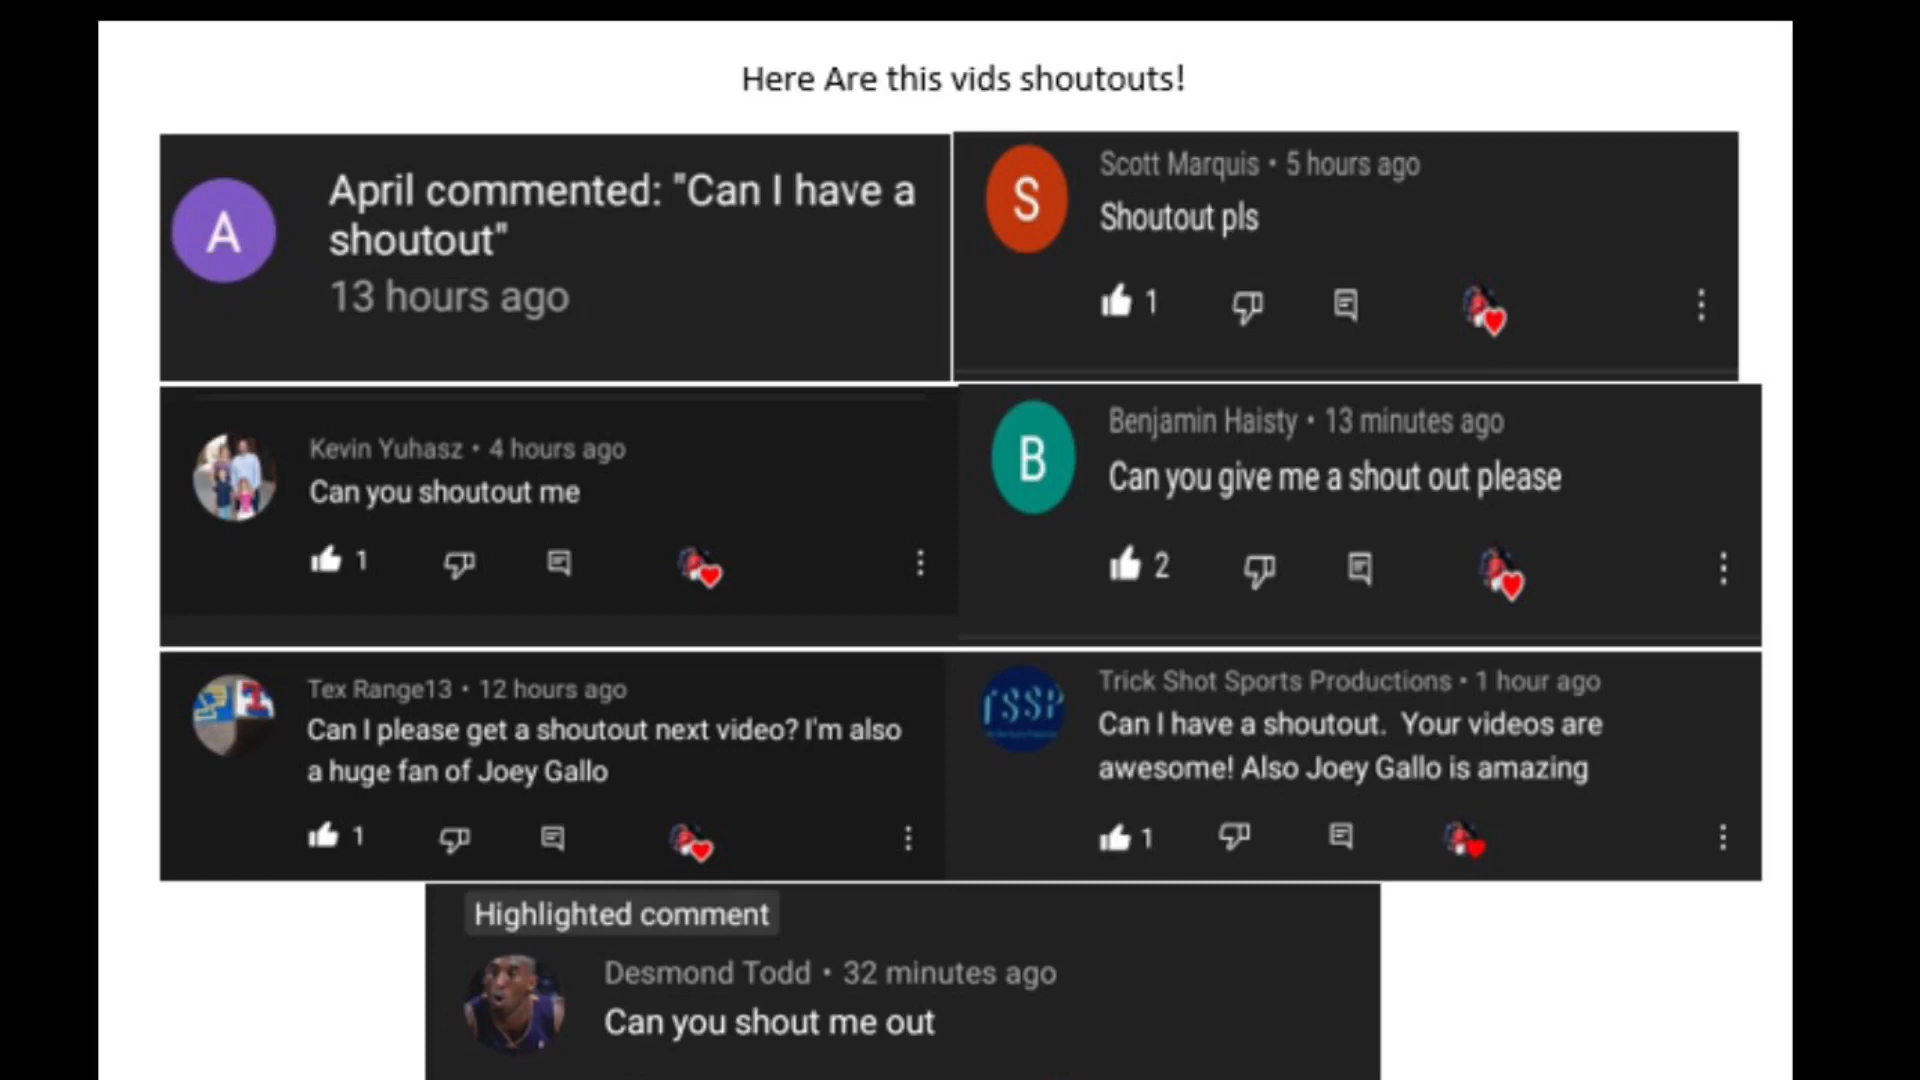 Here Are this vids shoutouts!
A
April commented: "Can I have a
shoutout"
13 hours ago
S
Scott Marquis • 5 hours ago
Shoutout pls
1
Kevin Yuhasz • 4 hours ago
Can you shoutout me
1
B
Benjamin Haisty • 13 minutes ago
Can you give me a shout out please
2
Tex Range13 • 12 hours ago
Can I please get a shoutout next video? I'm also
a huge fan of Joey Gallo
1
Trick Shot Sports Productions • 1 hour ago
Can I have a shoutout.  Your videos are
awesome! Also Joey Gallo is amazing
1
Highlighted comment
Desmond Todd • 32 minutes ago
Can you shout me out